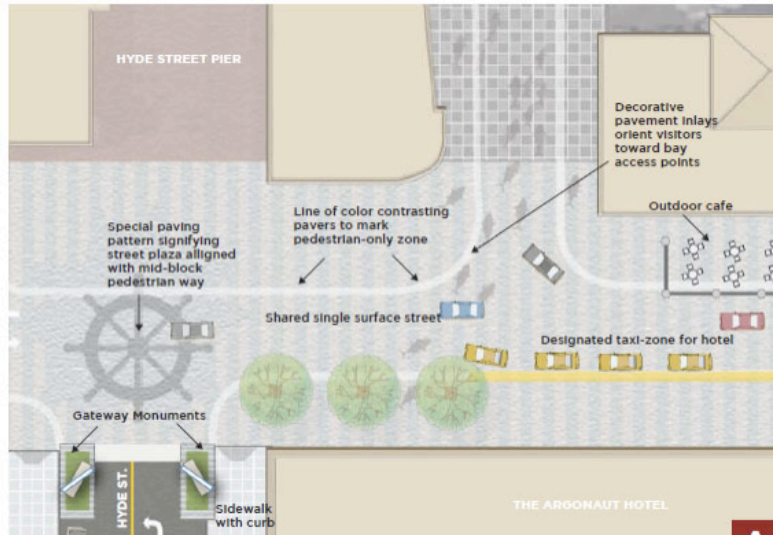 HYDE STREET PIER
Decorative
pavement inlays
orient visitors
toward bay
access points
Outdoor cafe
Special paving
pattern signifying
street plaza alligned
with mid-block
pedestrian way
Line of color contrasting
pavers to mark
pedestrian-only zone
Shared single surface street
Designated taxi-zone for hotel
Gateway Monuments
HYDE ST.
Sidewalk
with curb
THE ARGONAUT HOTEL